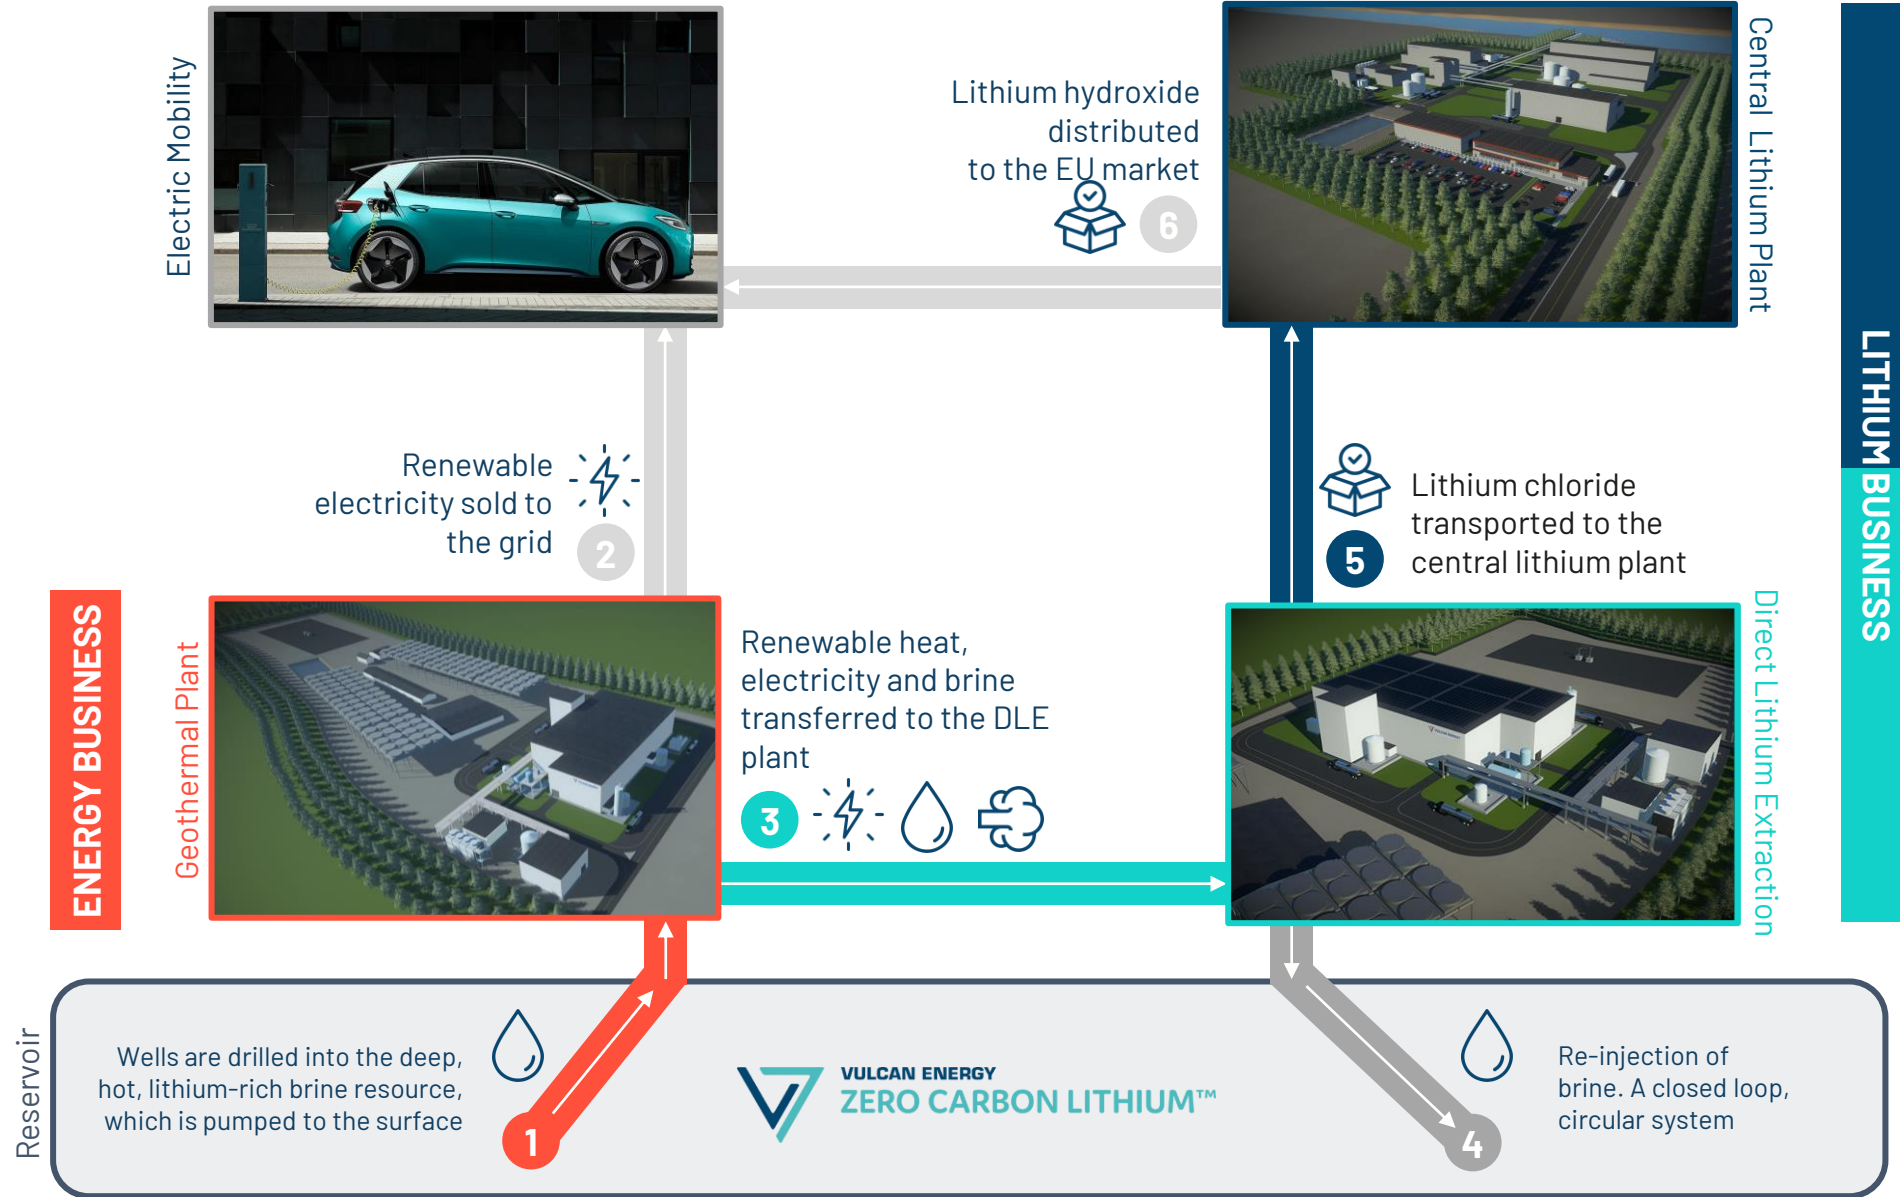 Electric Mobility
Lithium hydroxide
distributed
to the EU market
6
Central Lithium Plant
LITHIUM BUSINESS
Renewable
electricity sold to
the grid
2
Lithium chloride
transported to the
central lithium plant
5
ENERGY BUSINESS
Geothermal Plant
Renewable heat,
electricity and brine
transferred to the DLE
plant
3
Direct Lithium Extraction
Reservoir
Wells are drilled into the deep,
hot, lithium-rich brine resource,
which is pumped to the surface
1
VULCAN ENERGY
ZERO CARBON LITHIUM™
4
Re-injection of
brine. A closed loop,
circular system